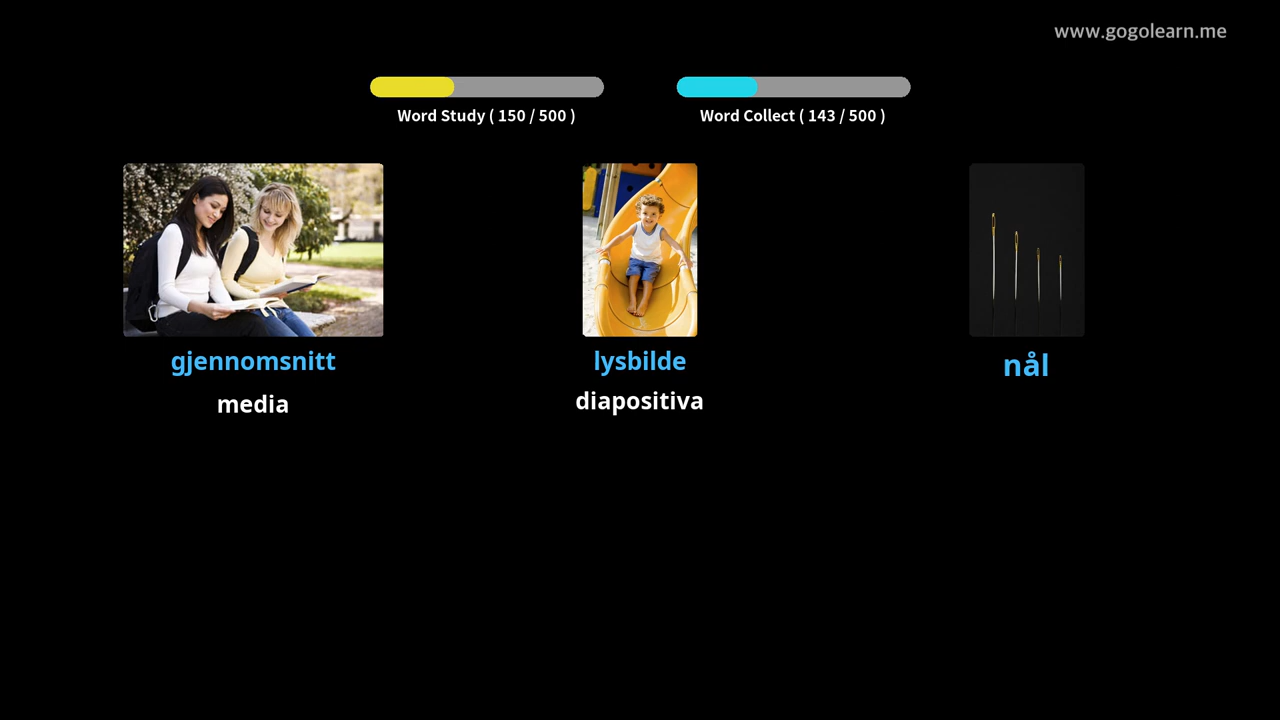 www.gogolearn.me
Word Study ( 150 / 500 )
Word Collect ( 143 / 500 )
gjennomsnitt
media
lysbilde
diapositiva
nål